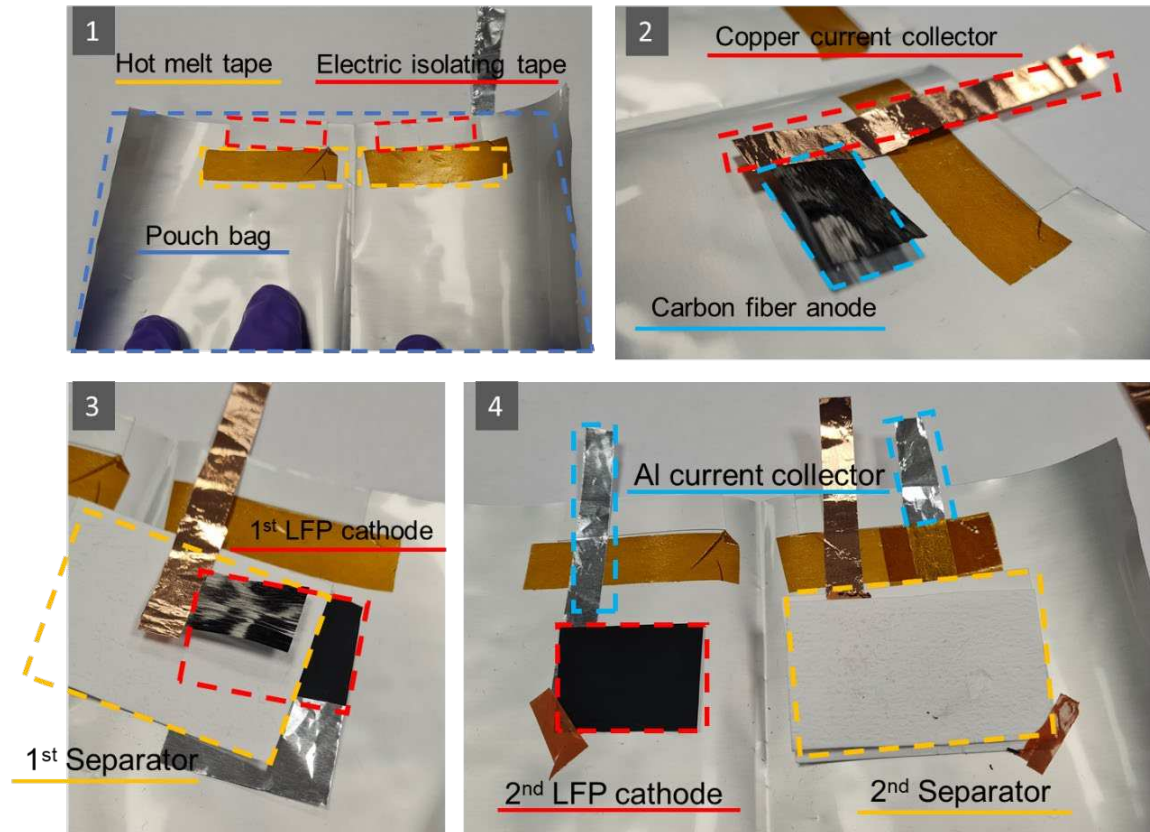 1
Hot melt tape
Electric isolating tape
Pouch bag
2
Copper current collector
Carbon fiber anode
3
1st LFP cathode
1st Separator
4
Al current collector
2nd LFP cathode
2nd Separator